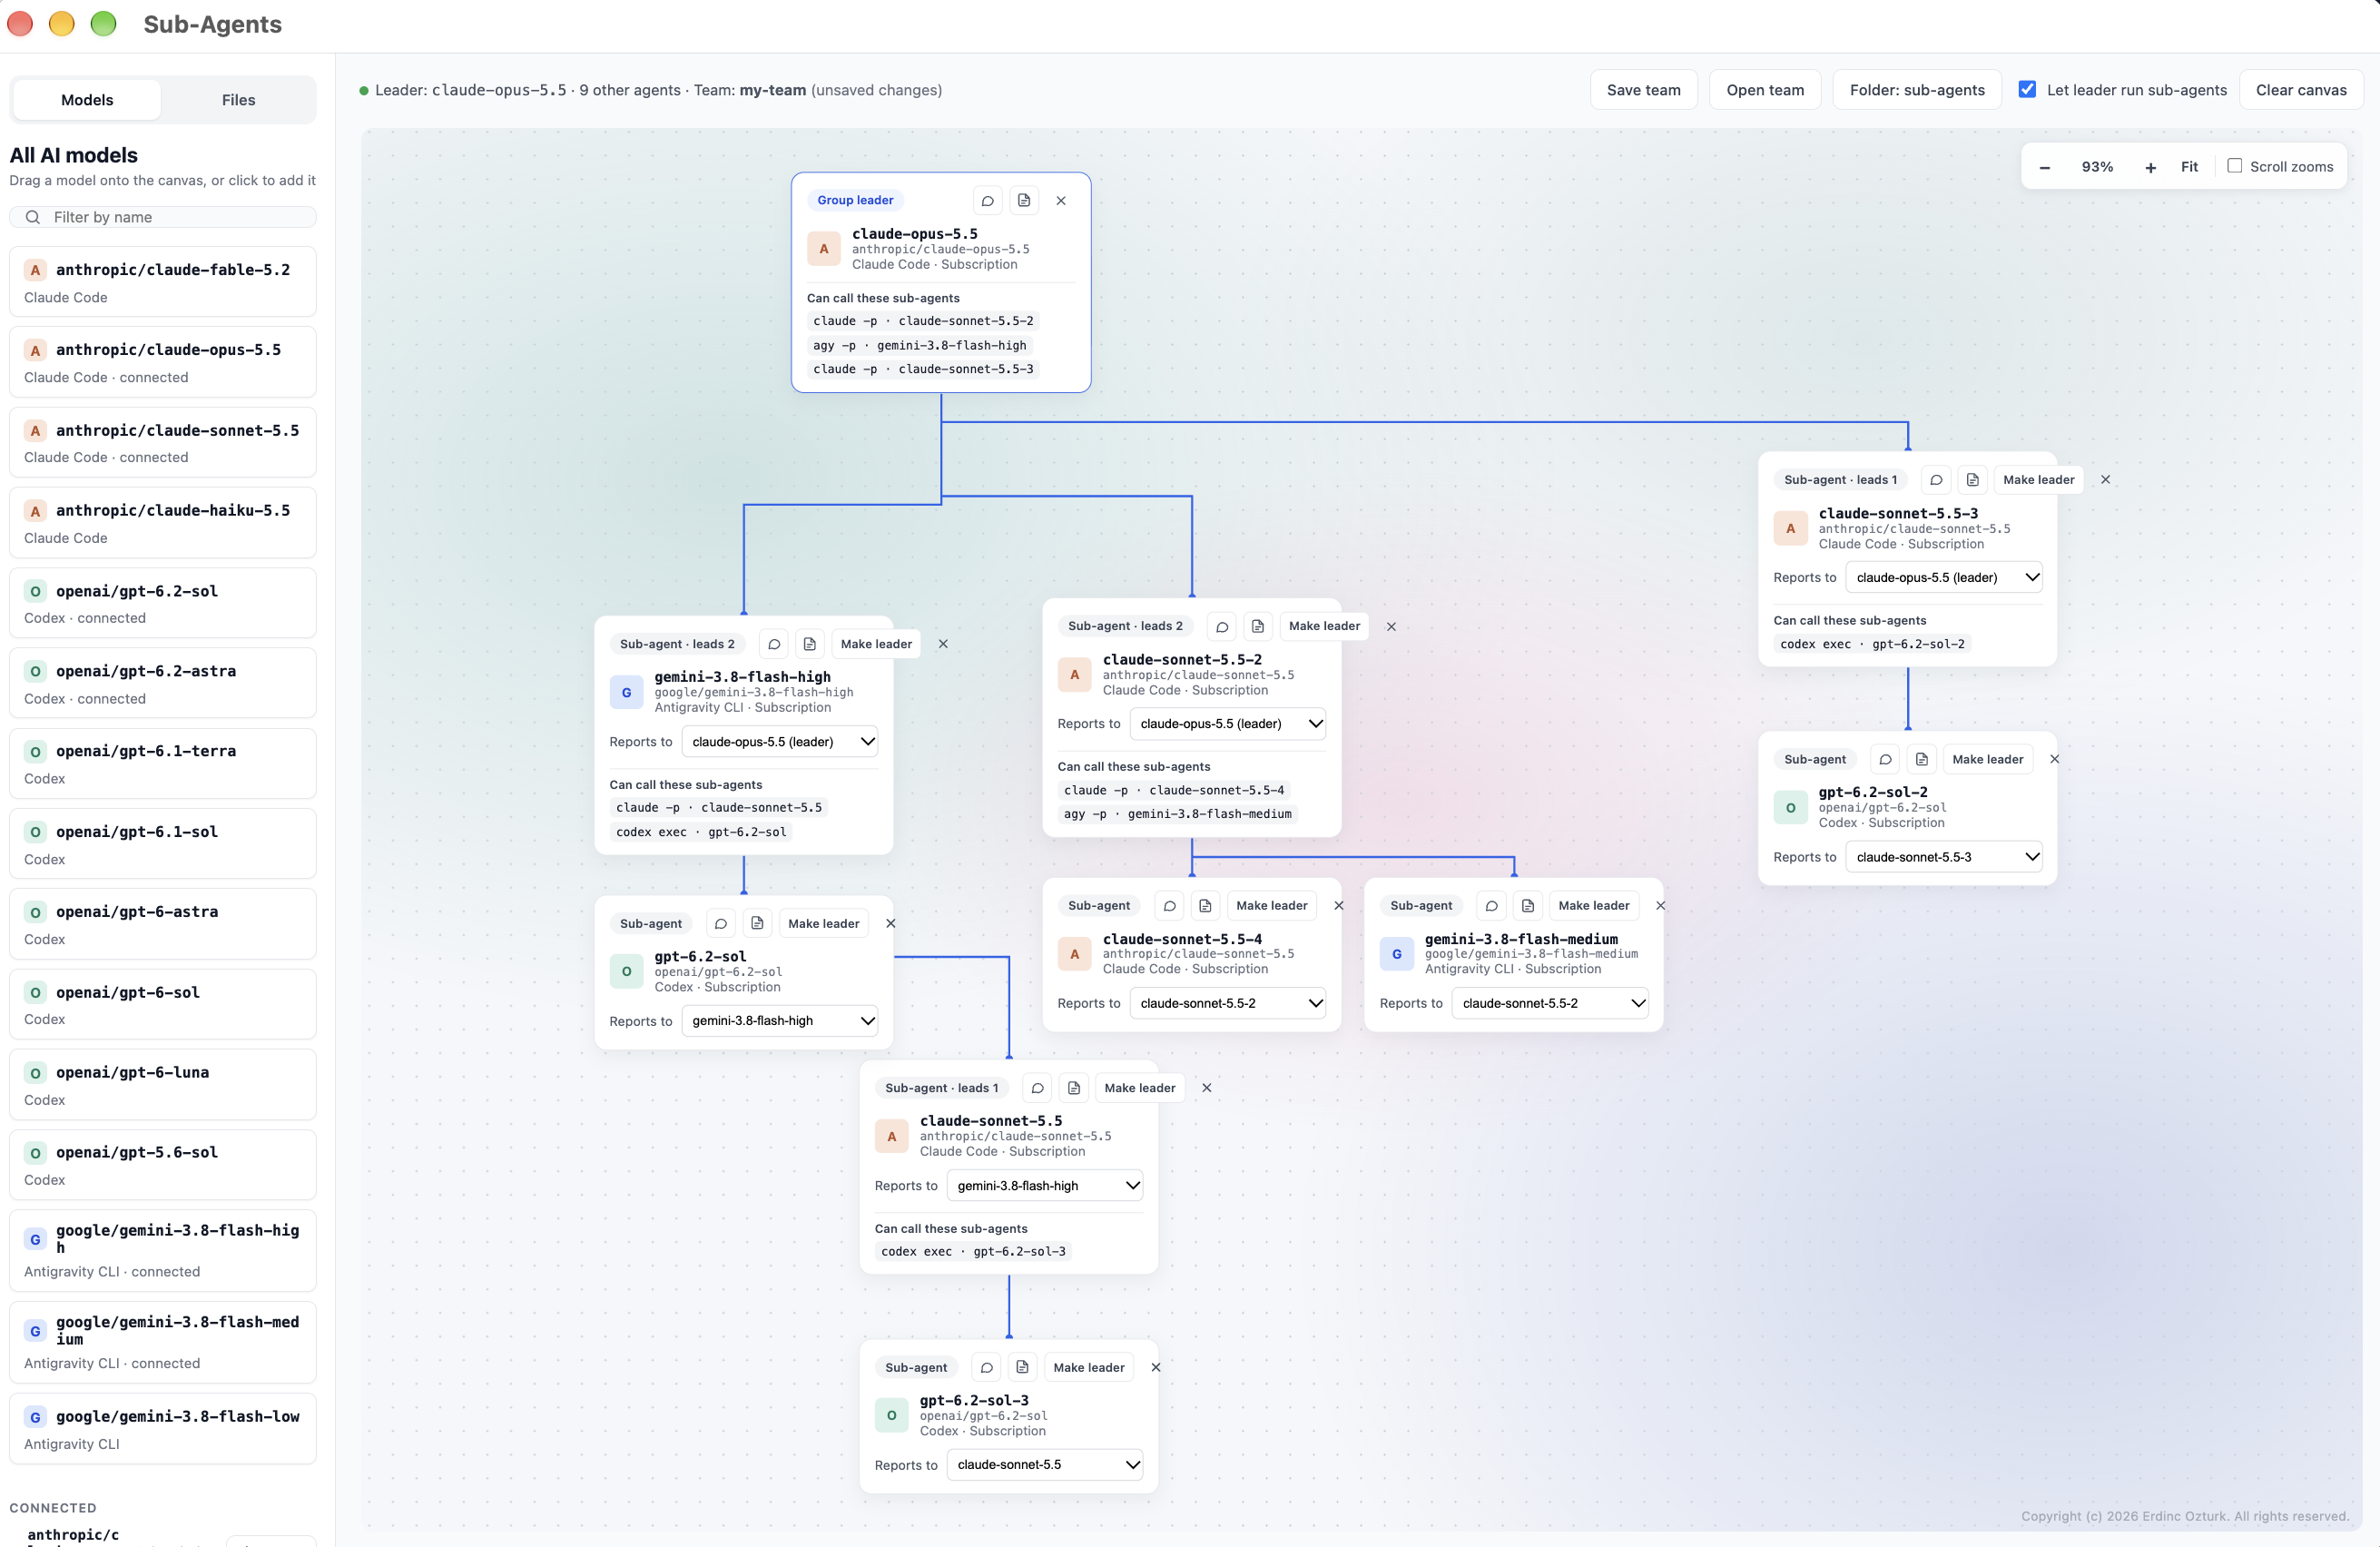 Sub-Agents
Models
Files
All AI models
Drag a model onto the canvas, or click to add it
Filter by name
A anthropic/claude-fable-5.2
Claude Code
A anthropic/claude-opus-5.5
Claude Code · connected
A anthropic/claude-sonnet-5.5
Claude Code · connected
A anthropic/claude-haiku-5.5
Claude Code
O openai/gpt-6.2-sol
Codex · connected
O openai/gpt-6.2-astra
Codex · connected
O openai/gpt-6.1-terra
Codex
O openai/gpt-6.1-sol
Codex
O openai/gpt-6-astra
Codex
O openai/gpt-6-sol
Codex
O openai/gpt-6-luna
Codex
O openai/gpt-5.6-sol
Codex
G google/gemini-3.8-flash-hig
h
Antigravity CLI · connected
G google/gemini-3.8-flash-med
ium
Antigravity CLI · connected
G google/gemini-3.8-flash-low
Antigravity CLI
CONNECTED
anthropic/c
Leader: claude-opus-5.5 · 9 other agents · Team: my-team (unsaved changes)
Save team
Open team
Folder: sub-agents
Let leader run sub-agents
Clear canvas
− 93% + Fit
Scroll zooms
Group leader
A claude-opus-5.5
anthropic/claude-opus-5.5
Claude Code · Subscription
Can call these sub-agents
claude -p · claude-sonnet-5.5-2
agy -p · gemini-3.8-flash-high
claude -p · claude-sonnet-5.5-3
Sub-agent · leads 1
Make leader
A claude-sonnet-5.5-3
anthropic/claude-sonnet-5.5
Claude Code · Subscription
Reports to claude-opus-5.5 (leader)
Can call these sub-agents
codex exec · gpt-6.2-sol-2
Sub-agent · leads 2
Make leader
G gemini-3.8-flash-high
google/gemini-3.8-flash-high
Antigravity CLI · Subscription
Reports to claude-opus-5.5 (leader)
Can call these sub-agents
claude -p · claude-sonnet-5.5
codex exec · gpt-6.2-sol
Sub-agent · leads 2
Make leader
A claude-sonnet-5.5-2
anthropic/claude-sonnet-5.5
Claude Code · Subscription
Reports to claude-opus-5.5 (leader)
Can call these sub-agents
claude -p · claude-sonnet-5.5-4
agy -p · gemini-3.8-flash-medium
Sub-agent
Make leader
O gpt-6.2-sol-2
openai/gpt-6.2-sol
Codex · Subscription
Reports to claude-sonnet-5.5-3
Sub-agent
Make leader
O gpt-6.2-sol
openai/gpt-6.2-sol
Codex · Subscription
Reports to gemini-3.8-flash-high
Sub-agent
Make leader
A claude-sonnet-5.5-4
anthropic/claude-sonnet-5.5
Claude Code · Subscription
Reports to claude-sonnet-5.5-2
Sub-agent
Make leader
G gemini-3.8-flash-medium
google/gemini-3.8-flash-medium
Antigravity CLI · Subscription
Reports to claude-sonnet-5.5-2
Sub-agent · leads 1
Make leader
A claude-sonnet-5.5
anthropic/claude-sonnet-5.5
Claude Code · Subscription
Reports to gemini-3.8-flash-high
Can call these sub-agents
codex exec · gpt-6.2-sol-3
Sub-agent
Make leader
O gpt-6.2-sol-3
openai/gpt-6.2-sol
Codex · Subscription
Reports to claude-sonnet-5.5
Copyright (c) 2026 Erdinc Ozturk. All rights reserved.